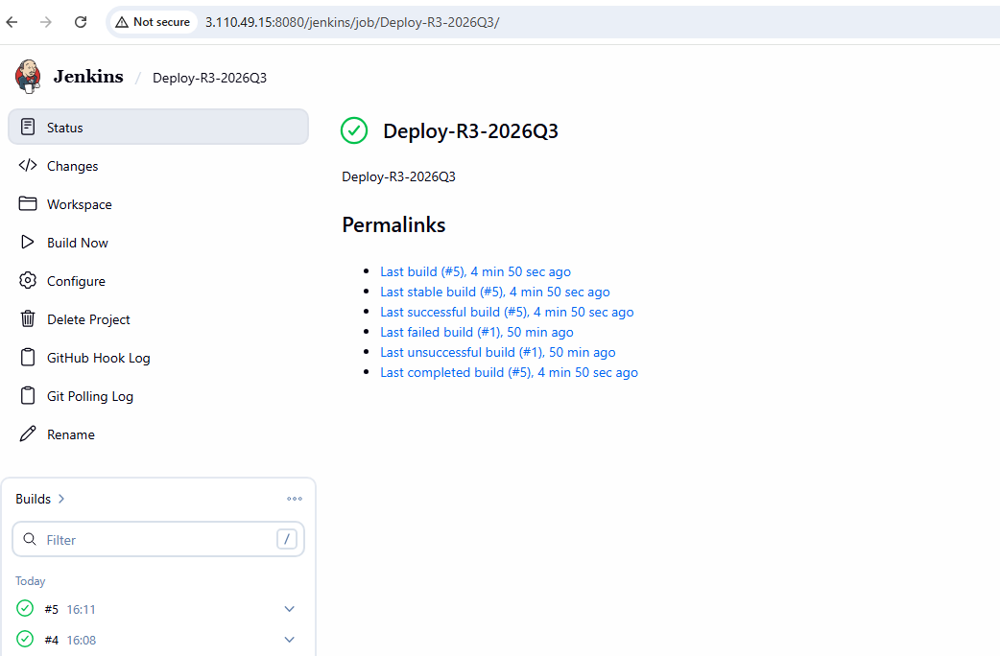 Not secure 3.110.49.15:8080/jenkins/job/Deploy-R3-2026Q3/
Jenkins / Deploy-R3-2026Q3
Status
Changes
Workspace
Build Now
Configure
Delete Project
GitHub Hook Log
Git Polling Log
Rename
Deploy-R3-2026Q3
Deploy-R3-2026Q3
Permalinks
Last build (#5), 4 min 50 sec ago
Last stable build (#5), 4 min 50 sec ago
Last successful build (#5), 4 min 50 sec ago
Last failed build (#1), 50 min ago
Last unsuccessful build (#1), 50 min ago
Last completed build (#5), 4 min 50 sec ago
Builds
Filter /
Today
#5 16:11
#4 16:08